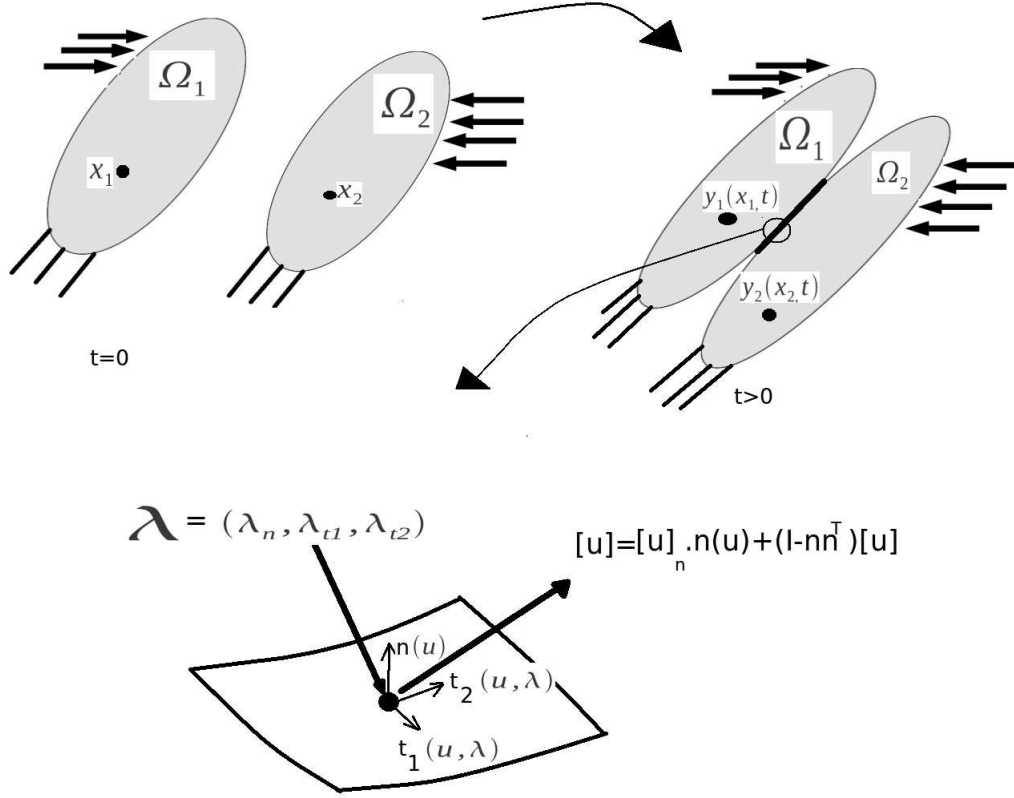 Ω₁
Ω₂
x₁
x₂
t=0
Ω₁
Ω₂
y₁(x₁,t)
y₂(x₂,t)
t>0
λ = (λₙ, λₜ₁, λₜ₂)
[u]=[u]ₙ.n(u)+(I-nnᵀ)[u]
n(u)
t₂(u,λ)
t₁(u,λ)